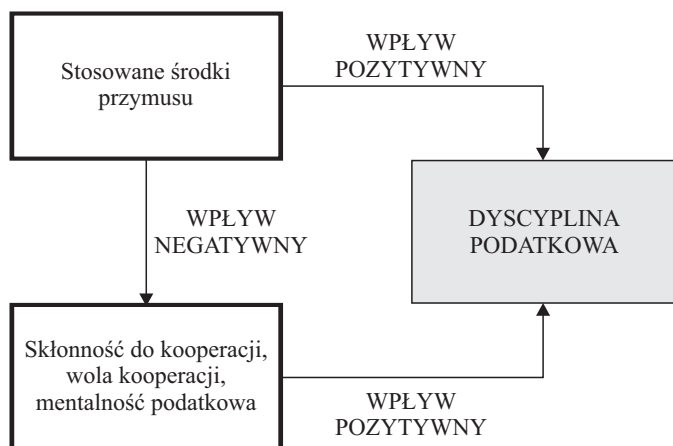 Stosowane środki
przymusu
WPŁYW
POZYTYWNY
WPŁYW
NEGATYWNY
DYSCYPLINA
PODATKOWA
Skłonność do kooperacji,
wola kooperacji,
mentalność podatkowa
WPŁYW
POZYTYWNY